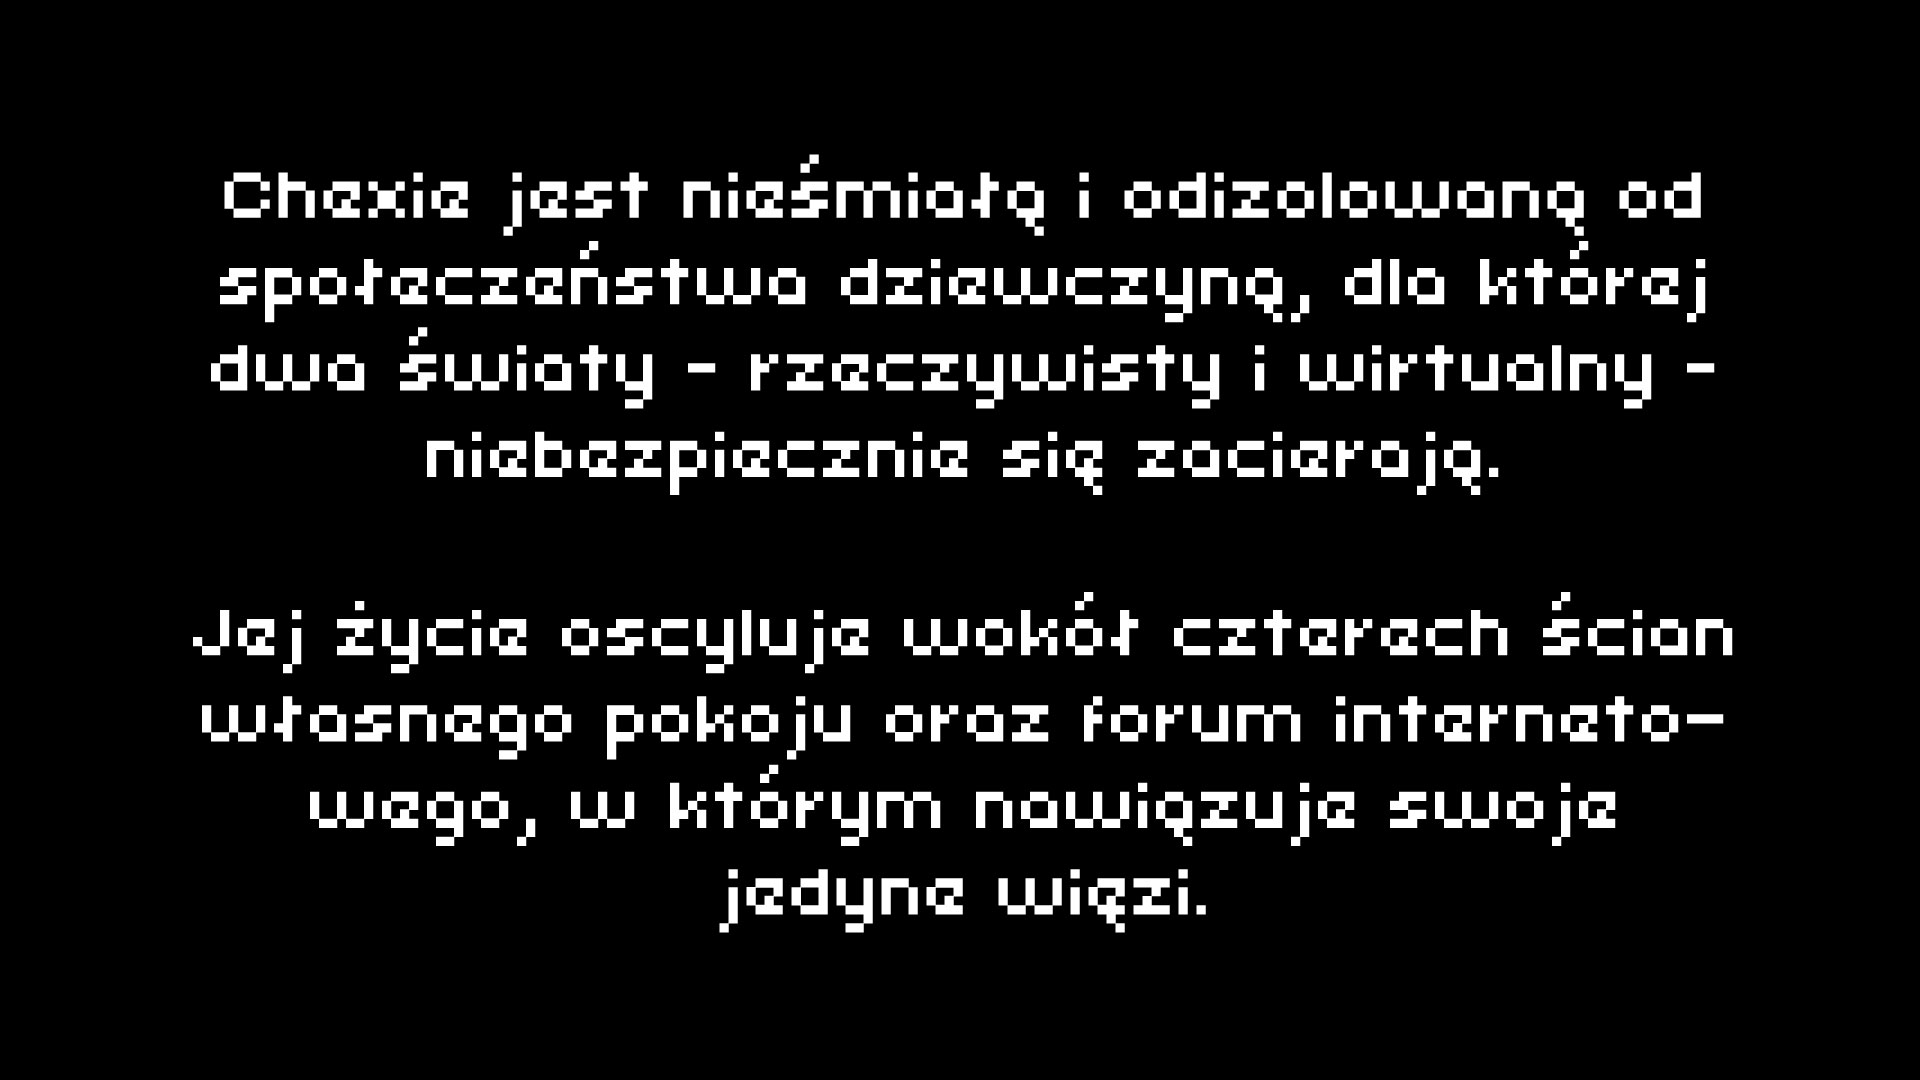 Chexie jest nieśmiałą i odizolowaną od
społeczeństwa dziewczyną, dla której
dwa światy - rzeczywisty i wirtualny -
niebezpiecznie się zacierają.
Jej życie oscyluje wokół czterech ścian
własnego pokoju oraz forum interneto-
wego, w którym nawiązuje swoje
jedyne więzi.